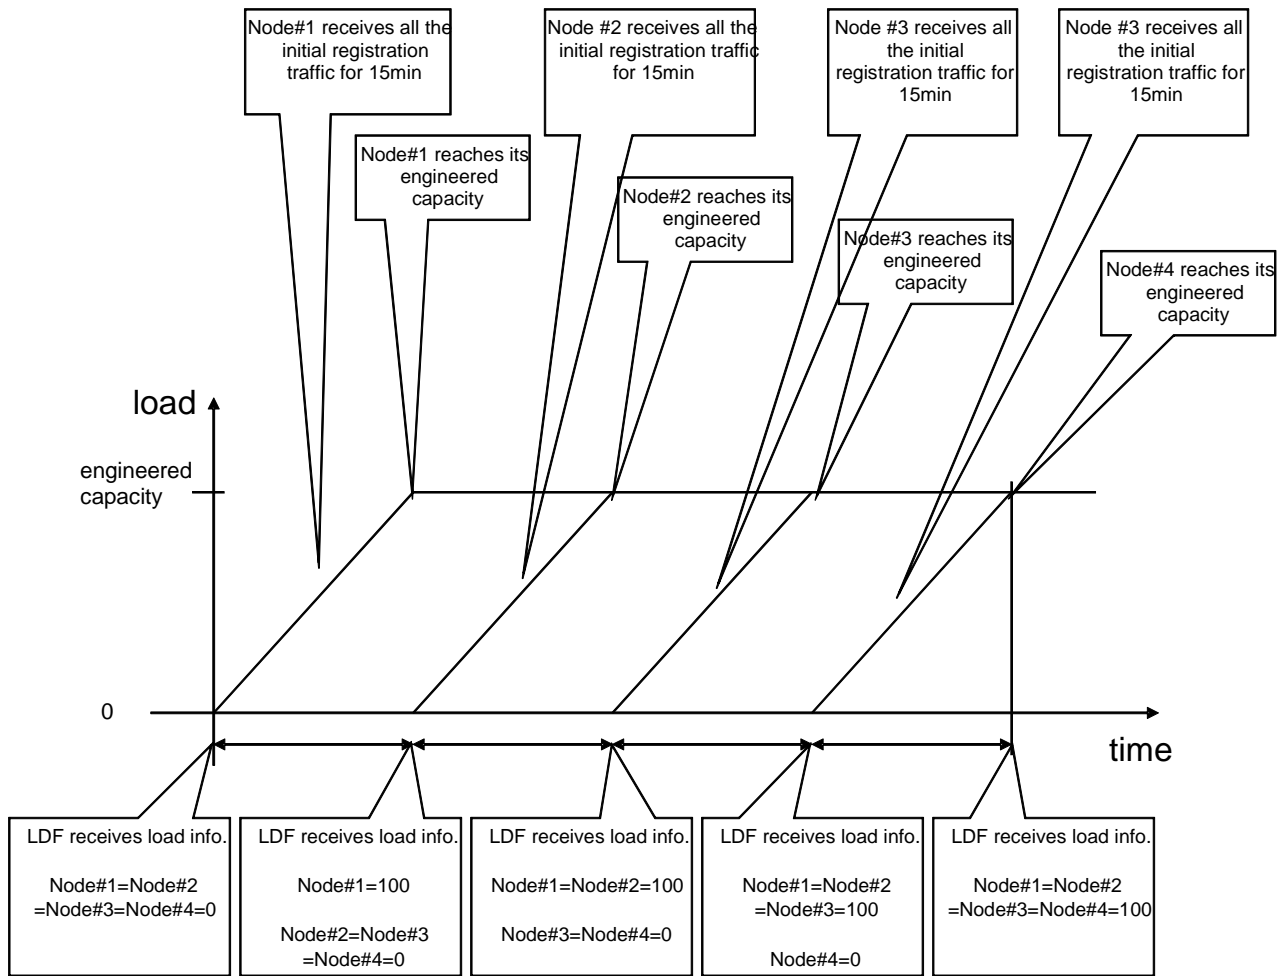 Node#1 receives all the
initial registration
traffic for 15min
Node #2 receives all the
initial registration traffic
for 15min
Node #3 receives all
the initial
registration traffic for
15min
Node #3 receives all
the initial
registration traffic for
15min
Node#1 reaches its
engineered
capacity
Node#2 reaches its
engineered
capacity
Node#3 reaches its
engineered
capacity
Node#4 reaches its
engineered
capacity
load
engineered
capacity
0
time
LDF receives load info.
Node#1=Node#2
=Node#3=Node#4=0
LDF receives load info.
Node#1=100
Node#2=Node#3
=Node#4=0
LDF receives load info.
Node#1=Node#2=100
Node#3=Node#4=0
LDF receives load info.
Node#1=Node#2
=Node#3=100
Node#4=0
LDF receives load info.
Node#1=Node#2
=Node#3=Node#4=100